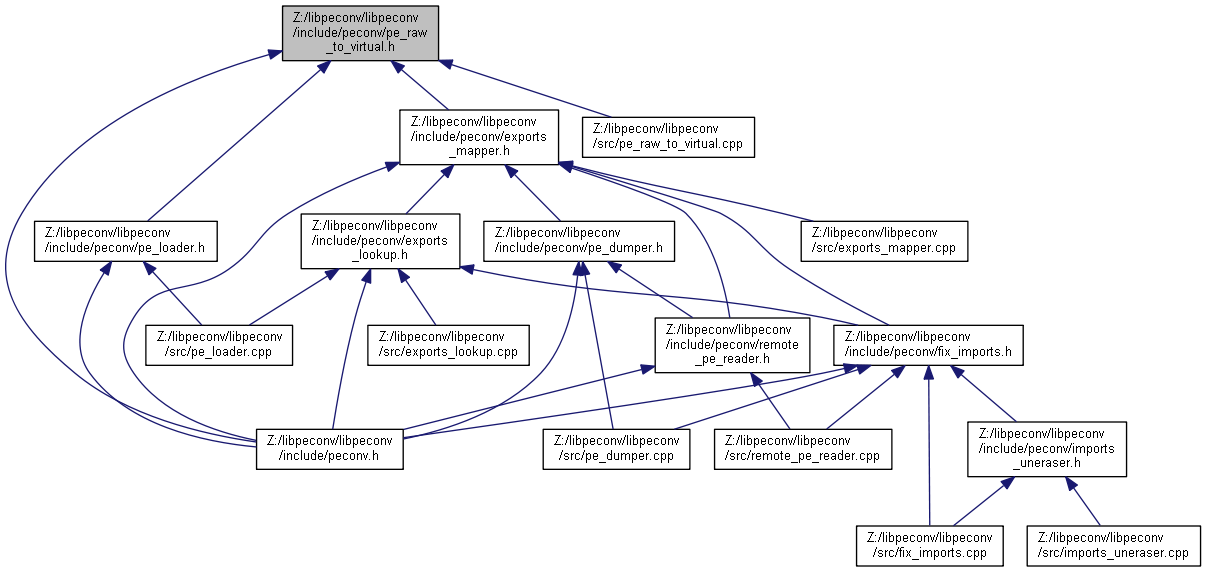 Z:/libpeconv/libpeconv
/include/peconv/pe_raw
_to_virtual.h
Z:/libpeconv/libpeconv
/include/peconv/exports
_mapper.h
Z:/libpeconv/libpeconv
/src/pe_raw_to_virtual.cpp
Z:/libpeconv/libpeconv
/include/peconv/pe_loader.h
Z:/libpeconv/libpeconv
/include/peconv/exports
_lookup.h
Z:/libpeconv/libpeconv
/include/peconv/pe_dumper.h
Z:/libpeconv/libpeconv
/src/exports_mapper.cpp
Z:/libpeconv/libpeconv
/src/pe_loader.cpp
Z:/libpeconv/libpeconv
/src/exports_lookup.cpp
Z:/libpeconv/libpeconv
/include/peconv/remote
_pe_reader.h
Z:/libpeconv/libpeconv
/include/peconv/fix_imports.h
Z:/libpeconv/libpeconv
/include/peconv.h
Z:/libpeconv/libpeconv
/src/pe_dumper.cpp
Z:/libpeconv/libpeconv
/src/remote_pe_reader.cpp
Z:/libpeconv/libpeconv
/include/peconv/imports
_uneraser.h
Z:/libpeconv/libpeconv
/src/fix_imports.cpp
Z:/libpeconv/libpeconv
/src/imports_uneraser.cpp